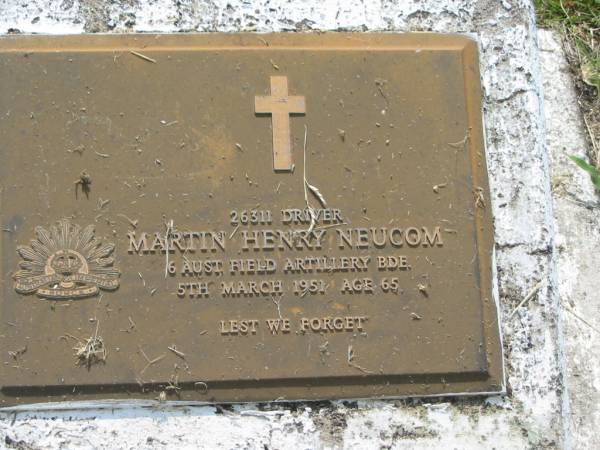 26311 DRIVER
MARTIN HENRY NEUCOM
6 AUST. FIELD ARTILLERY BDE.
5TH MARCH 1951 AGE 65
LEST WE FORGET